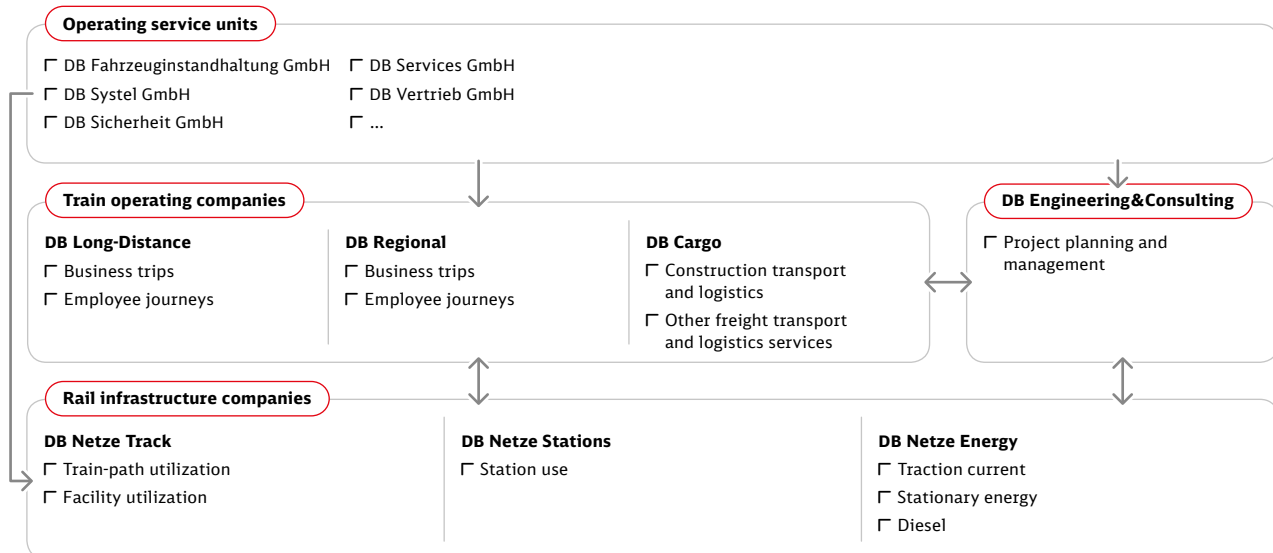 Operating service units
DB Fahrzeuginstandhaltung GmbH
DB Systel GmbH
DB Sicherheit GmbH
DB Services GmbH
DB Vertrieb GmbH
...
Train operating companies
DB Long-Distance
Business trips
Employee journeys
DB Regional
Business trips
Employee journeys
DB Cargo
Construction transport
and logistics
Other freight transport
and logistics services
DB Engineering&Consulting
Project planning and
management
Rail infrastructure companies
DB Netze Track
Train-path utilization
Facility utilization
DB Netze Stations
Station use
DB Netze Energy
Traction current
Stationary energy
Diesel